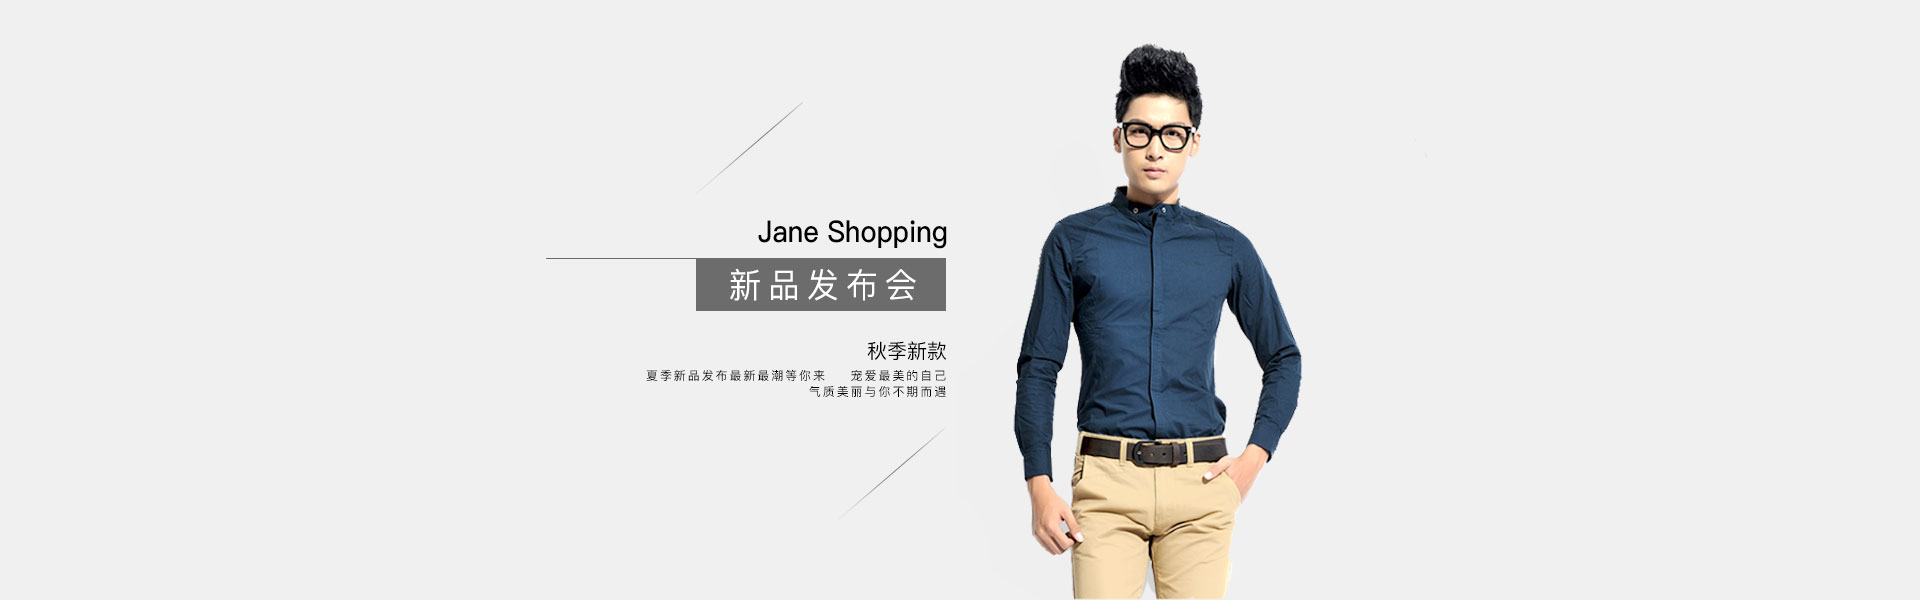 Jane Shopping
新品发布会
秋季新款
夏季新品发布最新最潮等你来 宠爱最美的自己
气质美丽与你不期而遇